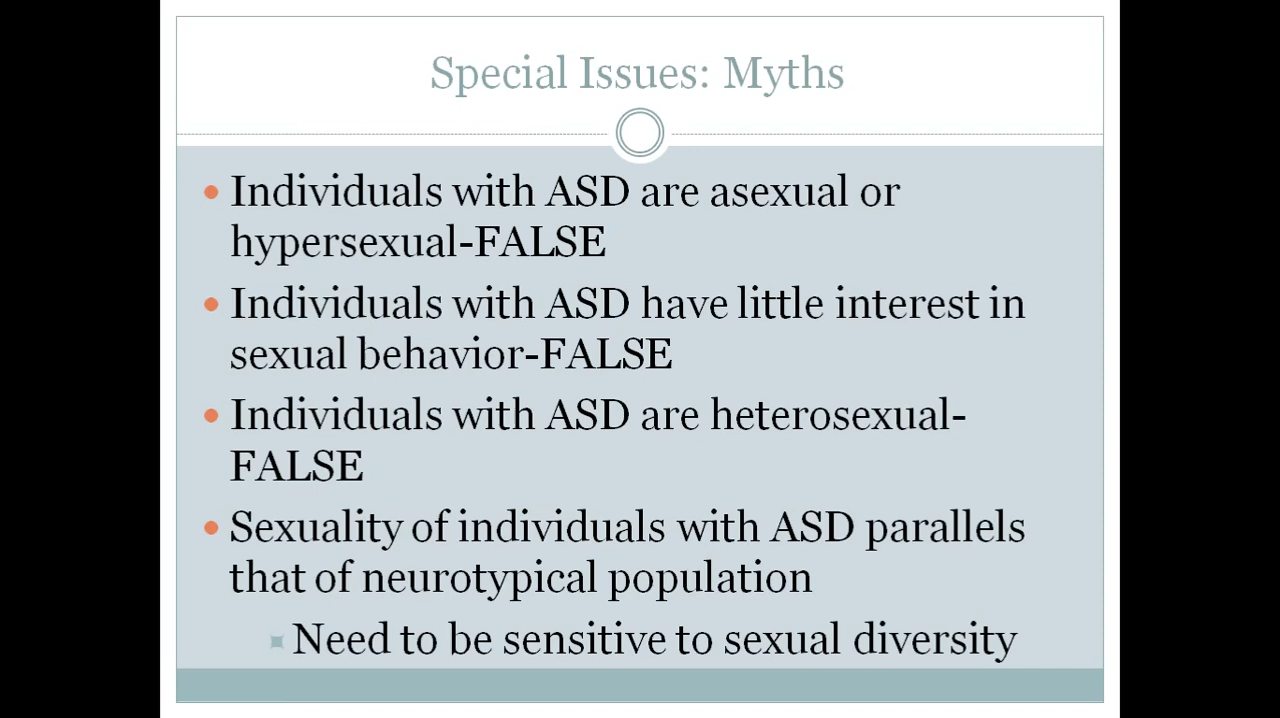 Special Issues: Myths
Individuals with ASD are asexual or
hypersexual-FALSE
Individuals with ASD have little interest in
sexual behavior-FALSE
Individuals with ASD are heterosexual-
FALSE
Sexuality of individuals with ASD parallels
that of neurotypical population
Need to be sensitive to sexual diversity